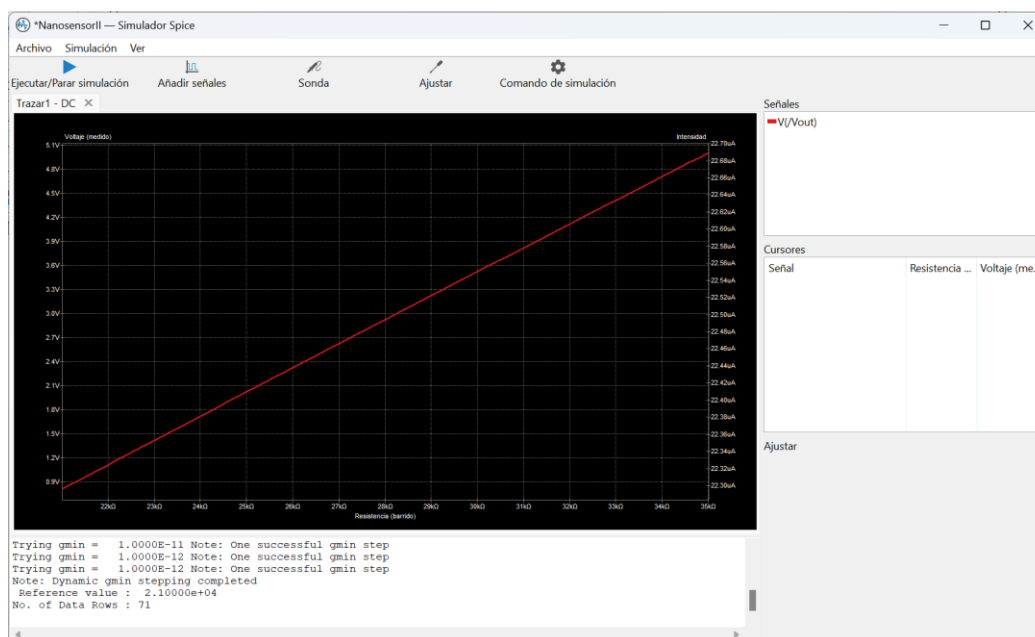 *NanosensorII — Simulador Spice
Archivo Simulación Ver
Ejecutar/Parar simulación Añadir señales Sonda Ajustar Comando de simulación
Trazar1 - DC
Voltaje (medido) Intensidad
5.1V 22.70uA
4.8V 22.68uA
22.66uA
4.5V 22.64uA
4.2V 22.62uA
22.60uA
3.9V 22.58uA
3.6V 22.56uA
22.54uA
3.3V 22.52uA
3.0V 22.50uA
22.48uA
2.7V 22.46uA
2.4V 22.44uA
2.1V 22.42uA
22.40uA
1.8V 22.38uA
1.5V 22.36uA
22.34uA
1.2V 22.32uA
0.9V 22.30uA
22kΩ 23kΩ 24kΩ 25kΩ 26kΩ 27kΩ 28kΩ 29kΩ 30kΩ 31kΩ 32kΩ 33kΩ 34kΩ 35kΩ
Resistencia (barrido)
Señales
V(/Vout)
Cursores
Señal Resistencia ... Voltaje (me.
Ajustar
Trying gmin = 1.0000E-11 Note: One successful gmin step
Trying gmin = 1.0000E-12 Note: One successful gmin step
Trying gmin = 1.0000E-12 Note: One successful gmin step
Note: Dynamic gmin stepping completed
Reference value : 2.10000e+04
No. of Data Rows : 71